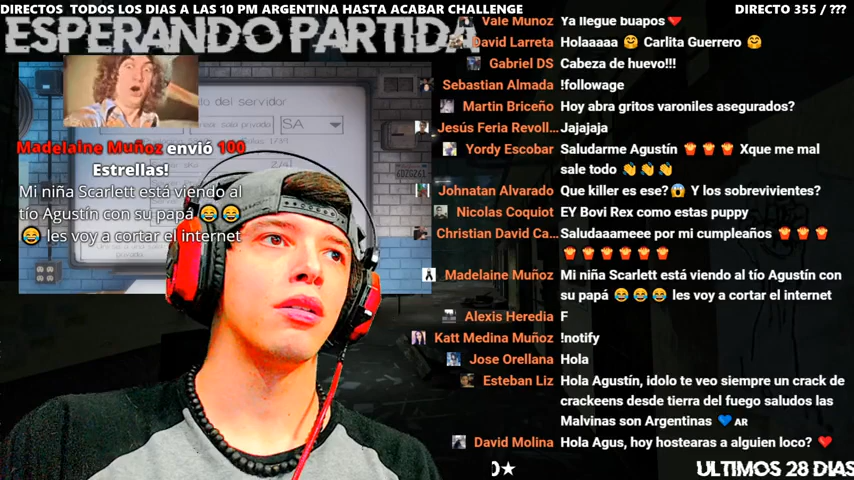 DIRECTOS TODOS LOS DIAS A LAS 10 PM ARGENTINA HASTA ACABAR CHALLENGE
DIRECTO 355 / ???
ESPERANDO PARTIDA
del servidor
SA
2/4
Madelaine Muñoz envió 100
Estrellas!
Mi niña Scarlett está viendo al
tío Agustín con su papá 😂 😂
😂 les voy a cortar el internet
Vale Munoz Ya llegue buapos ❤️
David Larreta Holaaaaa 🤗 Carlita Guerrero 🤗
Gabriel DS Cabeza de huevo!!!
Sebastian Almada !followage
Martin Briceño Hoy abra gritos varoniles asegurados?
Jesús Feria Revoll... Jajajaja
Yordy Escobar Saludarme Agustín 🍟 🍟 🍟 Xque me mal
sale todo 👏 👏 👏
Johnatan Alvarado Que killer es ese? 😱 Y los sobrevivientes?
Nicolas Coquiot EY Bovi Rex como estas puppy
Christian David Ca... Saludaaameeee por mi cumpleaños 🍟 🍟
🍟 🍟 🍟 🍟 🍟
Madelaine Muñoz Mi niña Scarlett está viendo al tío Agustín con
su papá 😂 😂 😂 les voy a cortar el internet
Alexis Heredia F
Katt Medina Muñoz !notify
Jose Orellana Hola
Esteban Liz Hola Agustín, idolo te veo siempre un crack de
crackeens desde tierra del fuego saludos las
Malvinas son Argentinas 💙 AR
David Molina Hola Agus, hoy hostearas a alguien loco? ❤️
★
ULTIMOS 28 DIAS